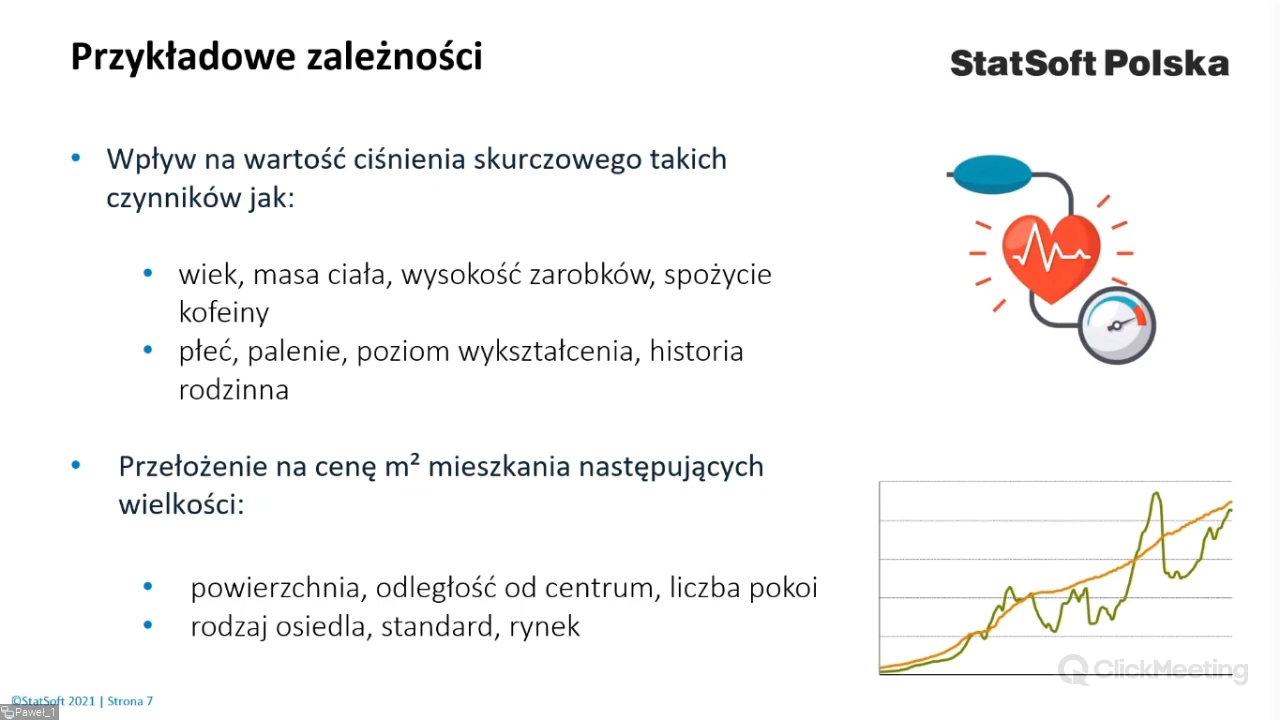 Przykładowe zależności
StatSoft Polska
• Wpływ na wartość ciśnienia skurczowego takich
czynników jak:
• wiek, masa ciała, wysokość zarobków, spożycie
kofeiny
• płeć, palenie, poziom wykształcenia, historia
rodzinna
• Przełożenie na cenę m² mieszkania następujących
wielkości:
• powierzchnia, odległość od centrum, liczba pokoi
• rodzaj osiedla, standard, rynek
ClickMeeting
©StatSoft 2021 | Strona 7
Pawel_1